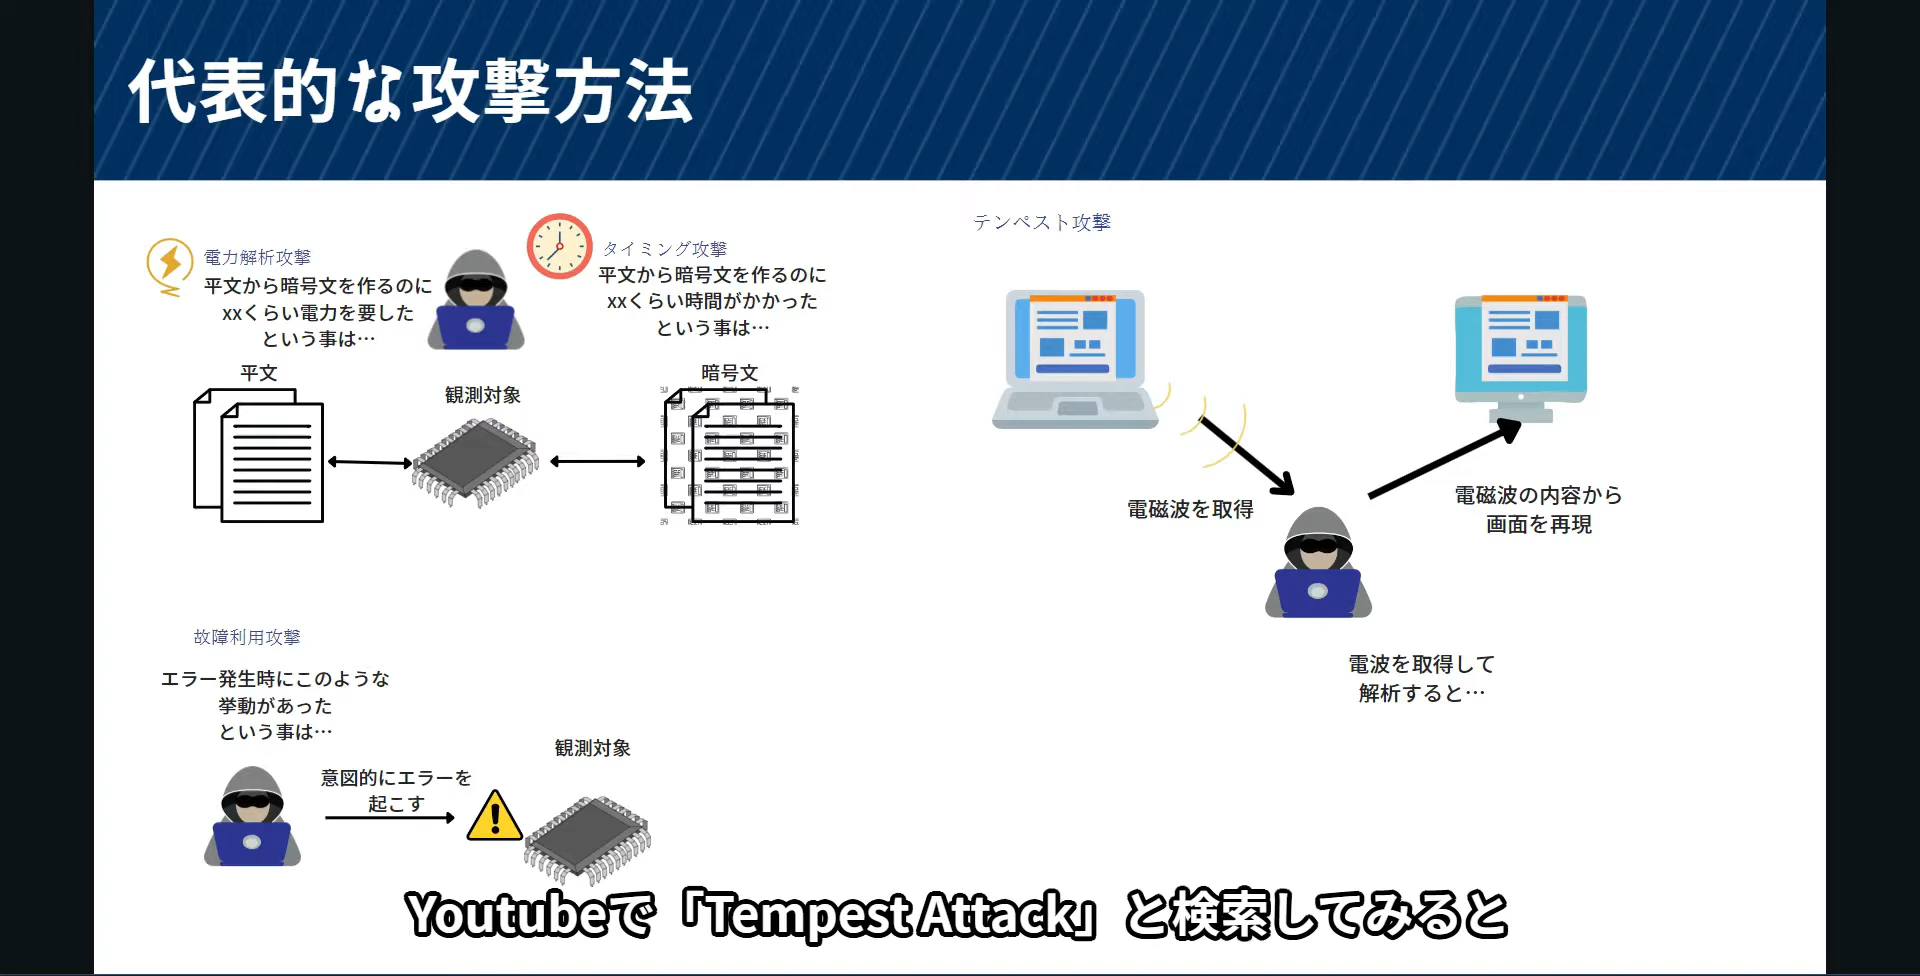 代表的な攻撃方法
電力解析攻撃
平文から暗号文を作るのに
xxくらい電力を要した
という事は…
タイミング攻撃
平文から暗号文を作るのに
xxくらい時間がかかった
という事は…
平文
観測対象
暗号文
故障利用攻撃
エラー発生時にこのような
挙動があった
という事は…
意図的にエラーを
起こす
観測対象
テンペスト攻撃
電磁波を取得
電磁波の内容から
画面を再現
電波を取得して
解析すると…
Youtubeで「Tempest Attack」と検索してみると